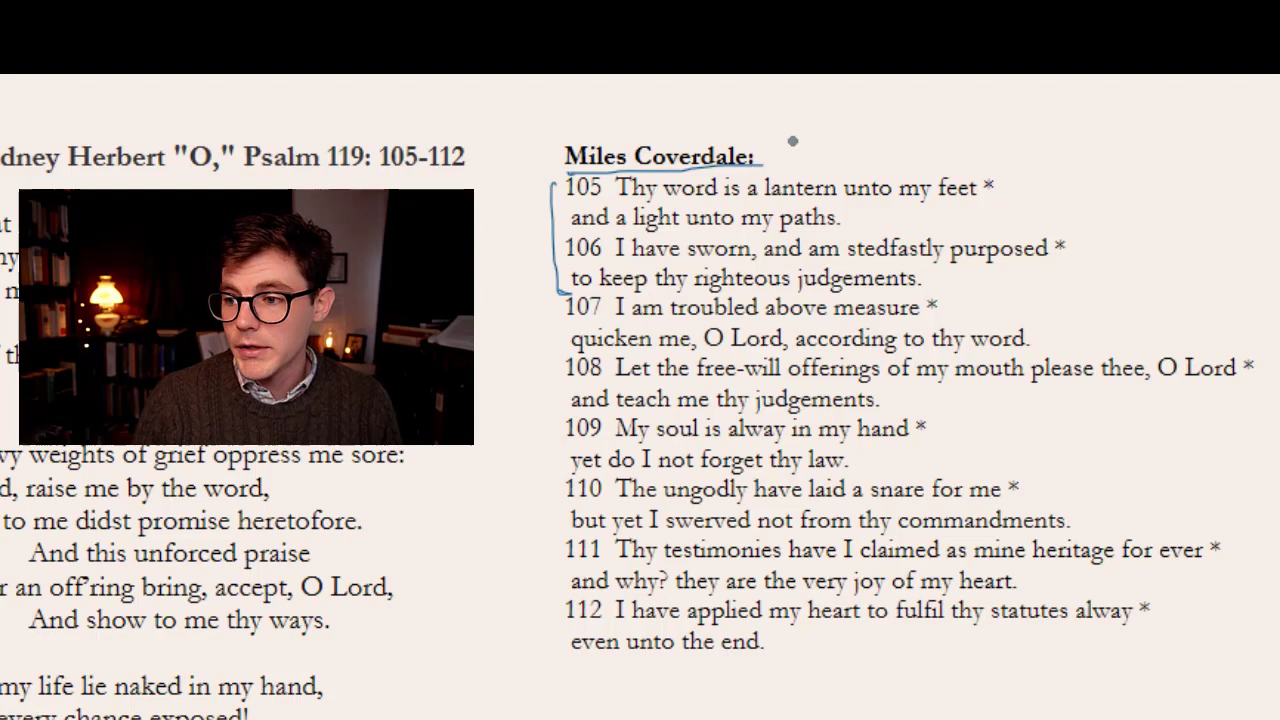 dney Herbert "O," Psalm 119: 105-112
vy weights of grief oppress me sore:
d, raise me by the word,
to me didst promise heretofore.
And this unforced praise
r an off'ring bring, accept, O Lord,
And show to me thy ways.
my life lie naked in my hand,
every chance exposed!
Miles Coverdale:
105 Thy word is a lantern unto my feet *
and a light unto my paths.
106 I have sworn, and am stedfastly purposed *
to keep thy righteous judgements.
107 I am troubled above measure *
quicken me, O Lord, according to thy word.
108 Let the free-will offerings of my mouth please thee, O Lord *
and teach me thy judgements.
109 My soul is alway in my hand *
yet do I not forget thy law.
110 The ungodly have laid a snare for me *
but yet I swerved not from thy commandments.
111 Thy testimonies have I claimed as mine heritage for ever *
and why? they are the very joy of my heart.
112 I have applied my heart to fulfil thy statutes alway *
even unto the end.